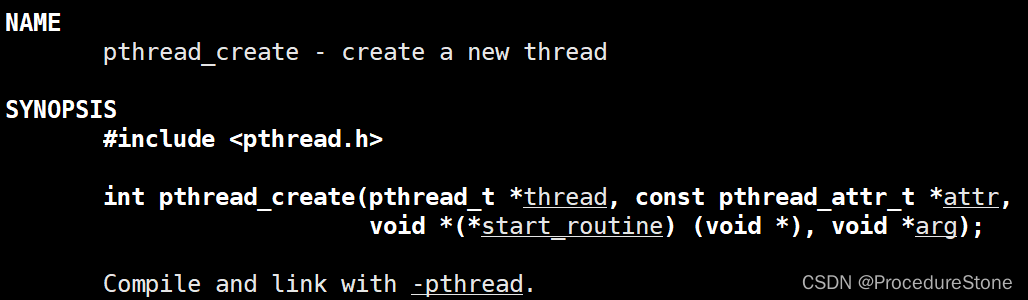 NAME
pthread_create - create a new thread
SYNOPSIS
#include <pthread.h>
int pthread_create(pthread_t *thread, const pthread_attr_t *attr,
void *(*start_routine) (void *), void *arg);
Compile and link with -pthread.
CSDN @ProcedureStone